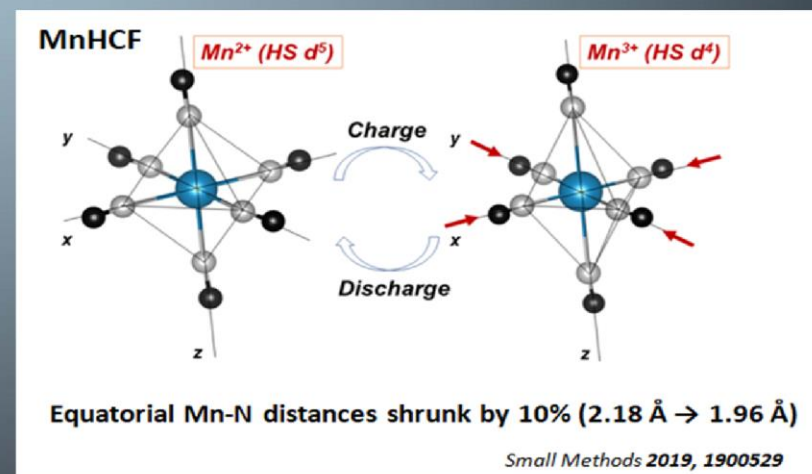 MnHCF
Mn²⁺ (HS d⁵)
Mn³⁺ (HS d⁴)
y
Charge
y
x
x
Discharge
z
z
Equatorial Mn-N distances shrunk by 10% (2.18 Å → 1.96 Å)
Small Methods 2019, 1900529